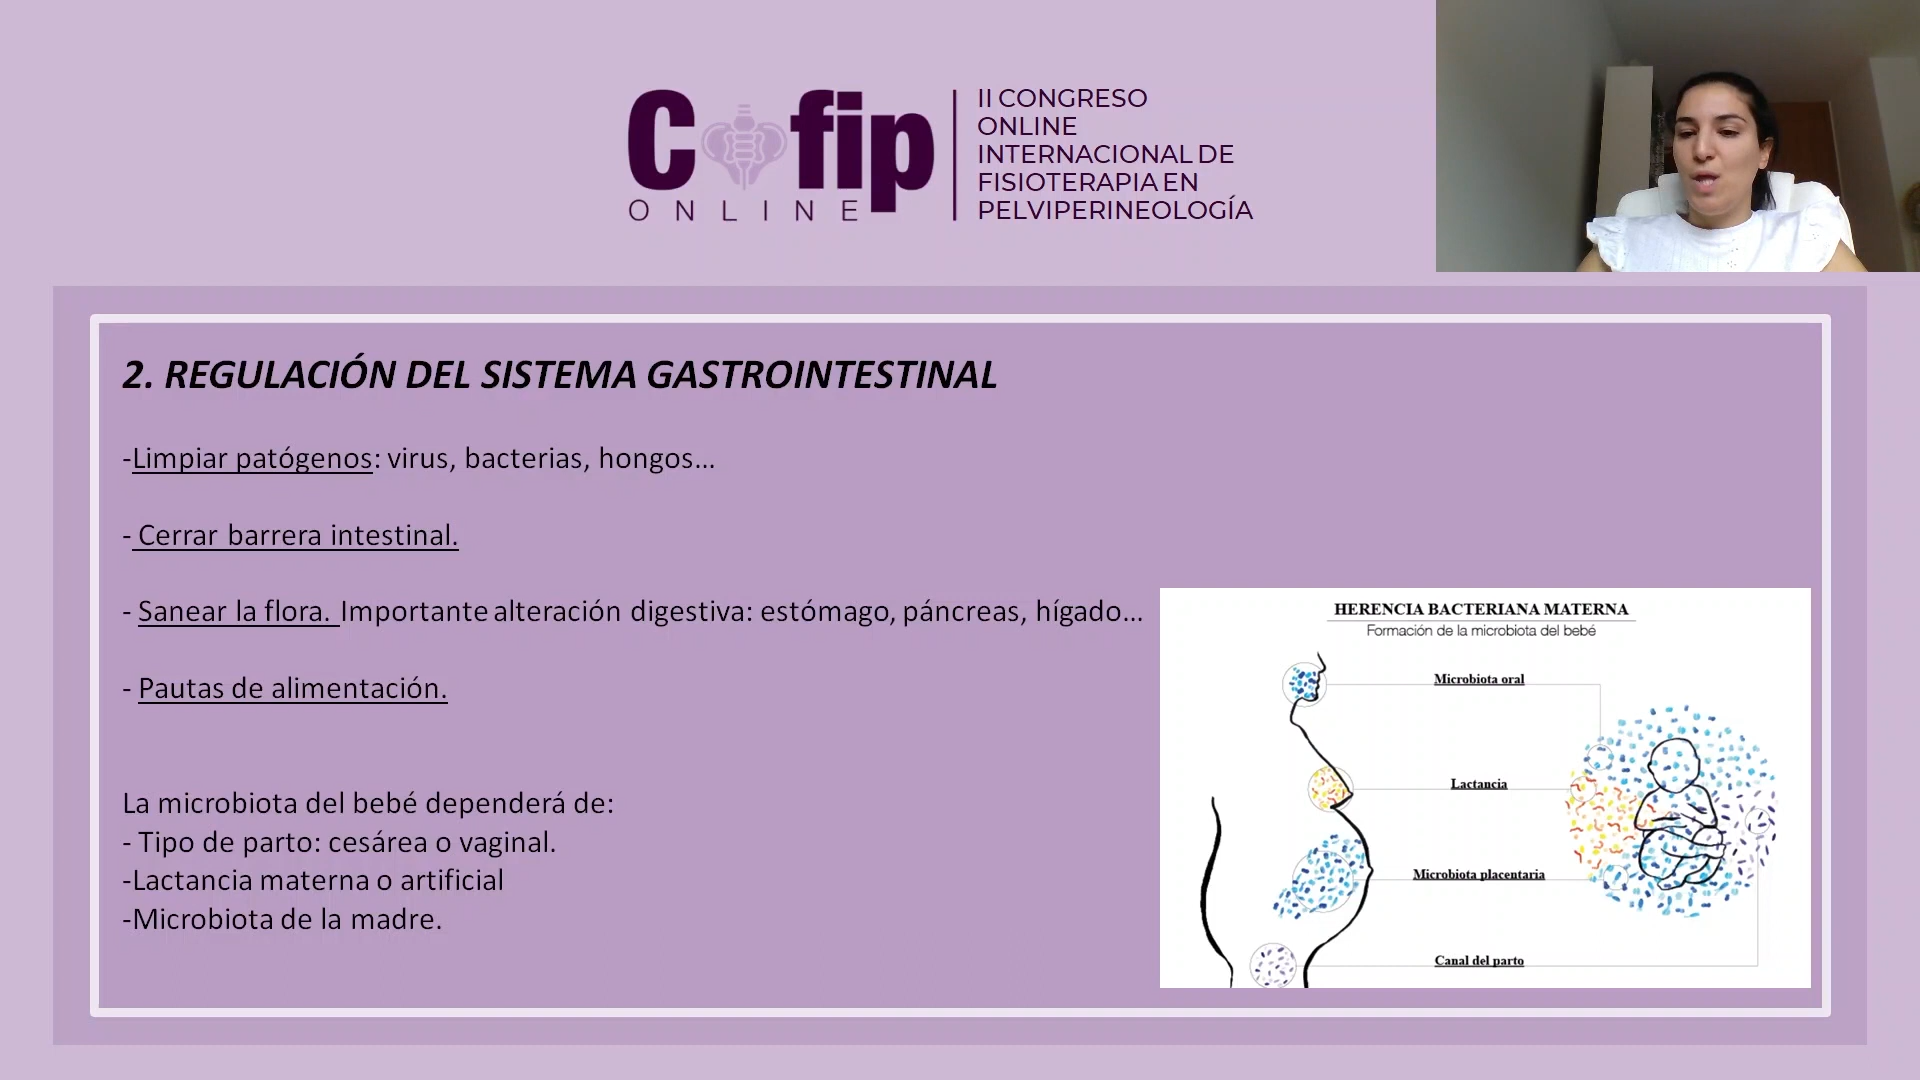 Cofip
ONLINE
II CONGRESO
ONLINE
INTERNACIONAL DE
FISIOTERAPIA EN
PELVIPERINEOLOGÍA
2. REGULACIÓN DEL SISTEMA GASTROINTESTINAL
-Limpiar patógenos: virus, bacterias, hongos...
- Cerrar barrera intestinal.
- Sanear la flora. Importante alteración digestiva: estómago, páncreas, hígado...
- Pautas de alimentación.
La microbiota del bebé dependerá de:
- Tipo de parto: cesárea o vaginal.
-Lactancia materna o artificial
-Microbiota de la madre.
HERENCIA BACTERIANA MATERNA
Formación de la microbiota del bebé
Microbiota oral
Lactancia
Microbiota placentaria
Canal del parto